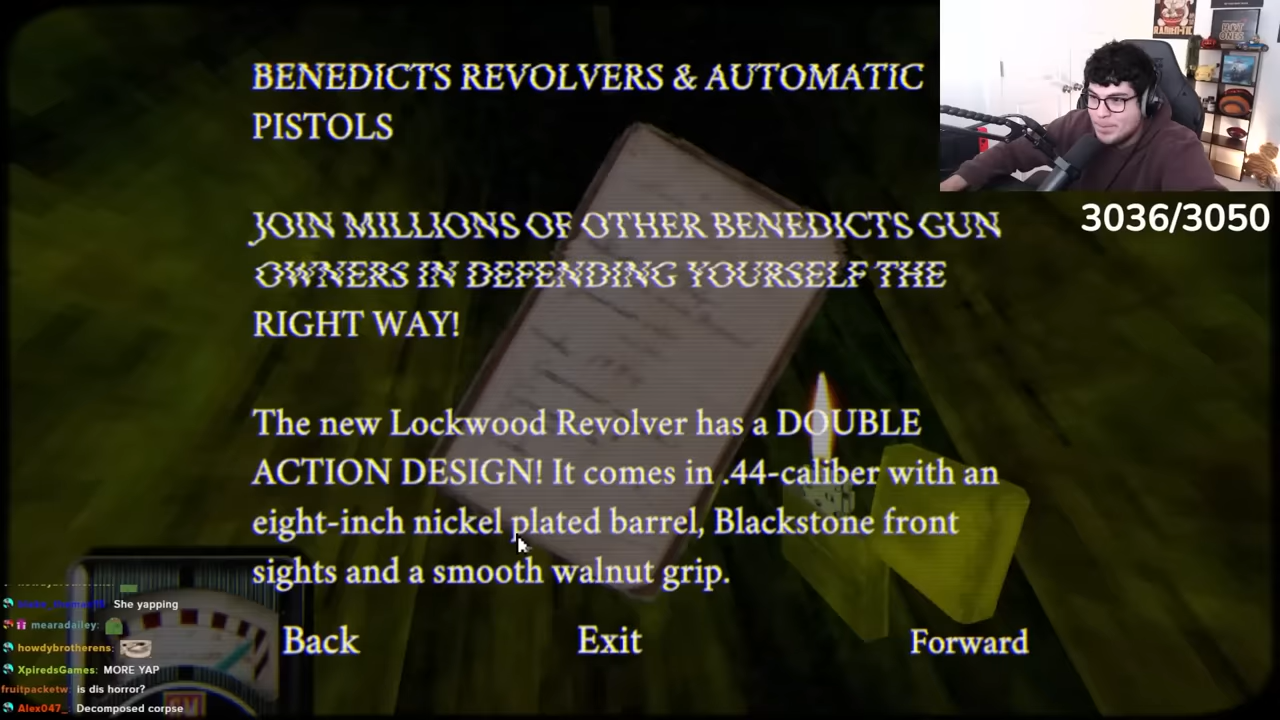 BENEDICTS REVOLVERS & AUTOMATIC
PISTOLS
JOIN MILLIONS OF OTHER BENEDICTS GUN
OWNERS IN DEFENDING YOURSELF THE
RIGHT WAY!
The new Lockwood Revolver has a DOUBLE
ACTION DESIGN! It comes in .44-caliber with an
eight-inch nickel plated barrel, Blackstone front
sights and a smooth walnut grip.
Back
Exit
Forward
3036/3050
HOT
ONES
She yapping
mearadailey:
howdybrotherens:
XpiredsGames: MORE YAP
fruitpacketw: is dis horror?
Alex047_: Decomposed corpse